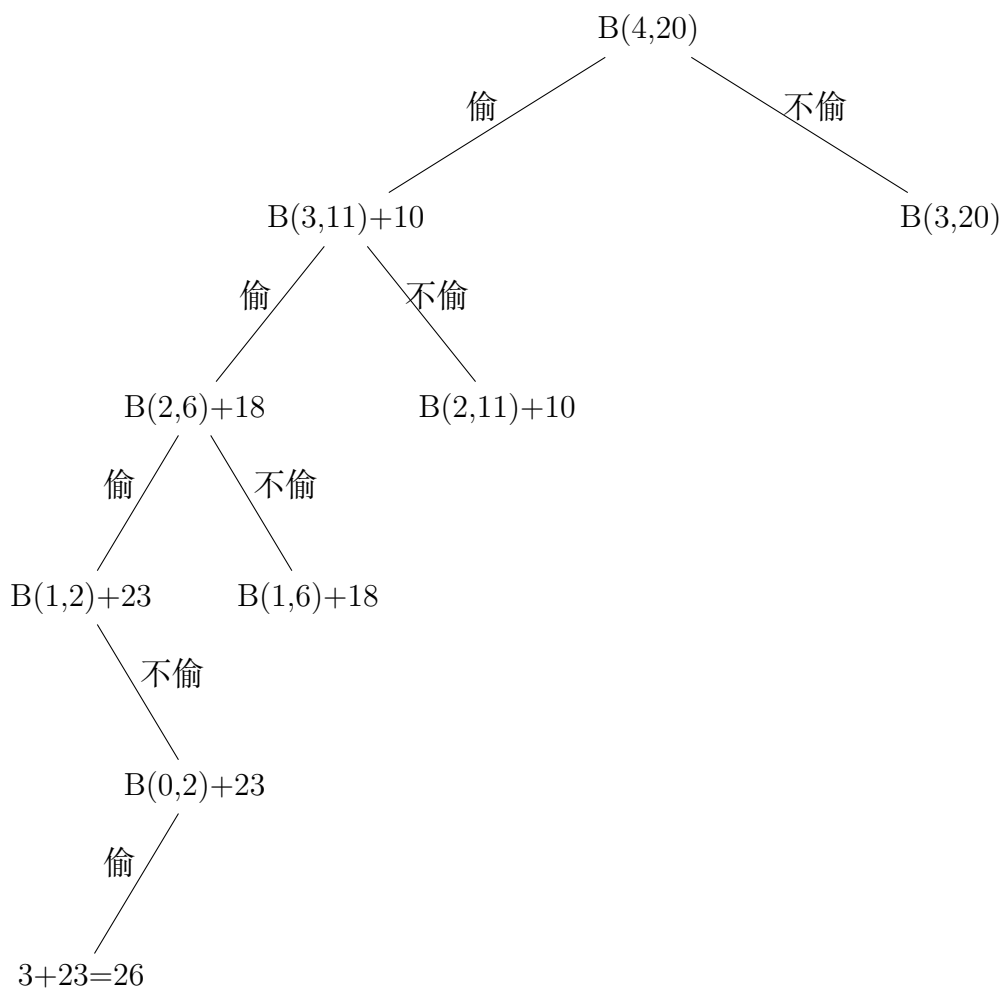 B(4,20)
偷
不偷
B(3,11)+10
B(3,20)
偷
不偷
B(2,6)+18
B(2,11)+10
偷
不偷
B(1,2)+23
B(1,6)+18
不偷
B(0,2)+23
偷
3+23=26